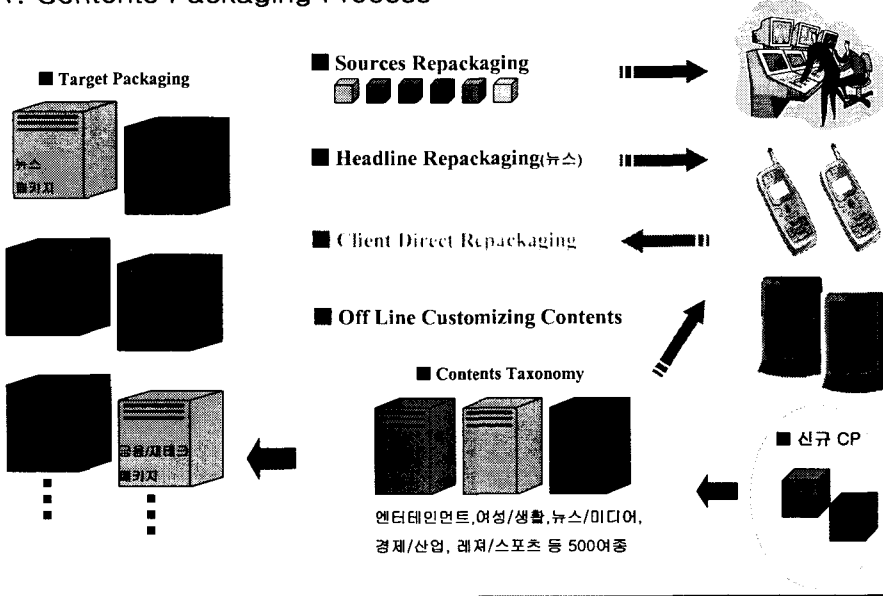 1. Contents Packaging Process
■ Target Packaging
뉴스
패키지
금융/재테크
패키지
■ Sources Repackaging
■ Headline Repackaging(뉴스)
■ Client Direct Repackaging
■ Off Line Customizing Contents
■ Contents Taxonomy
엔터테인먼트,여성/생활,뉴스/미디어,
경제/산업, 레져/스포츠 등 500여종
■ 신규 CP